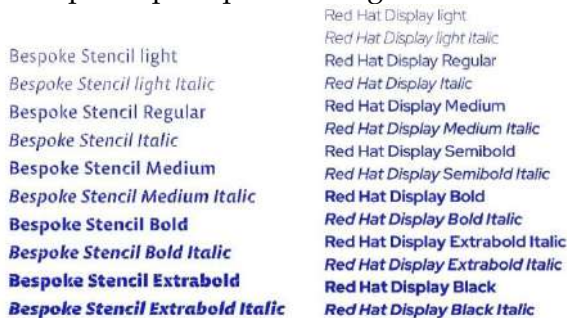 Bespoke Stencil light
Bespoke Stencil light Italic
Bespoke Stencil Regular
Bespoke Stencil Italic
Bespoke Stencil Medium
Bespoke Stencil Medium Italic
Bespoke Stencil Bold
Bespoke Stencil Bold Italic
Bespoke Stencil Extrabold
Bespoke Stencil Extrabold Italic
Red Hat Display light
Red Hat Display light Italic
Red Hat Display Regular
Red Hat Display Italic
Red Hat Display Medium
Red Hat Display Medium Italic
Red Hat Display Semibold
Red Hat Display Semibold Italic
Red Hat Display Bold
Red Hat Display Bold Italic
Red Hat Display Extrabold Italic
Red Hat Display Extrabold Italic
Red Hat Display Black
Red Hat Display Black Italic